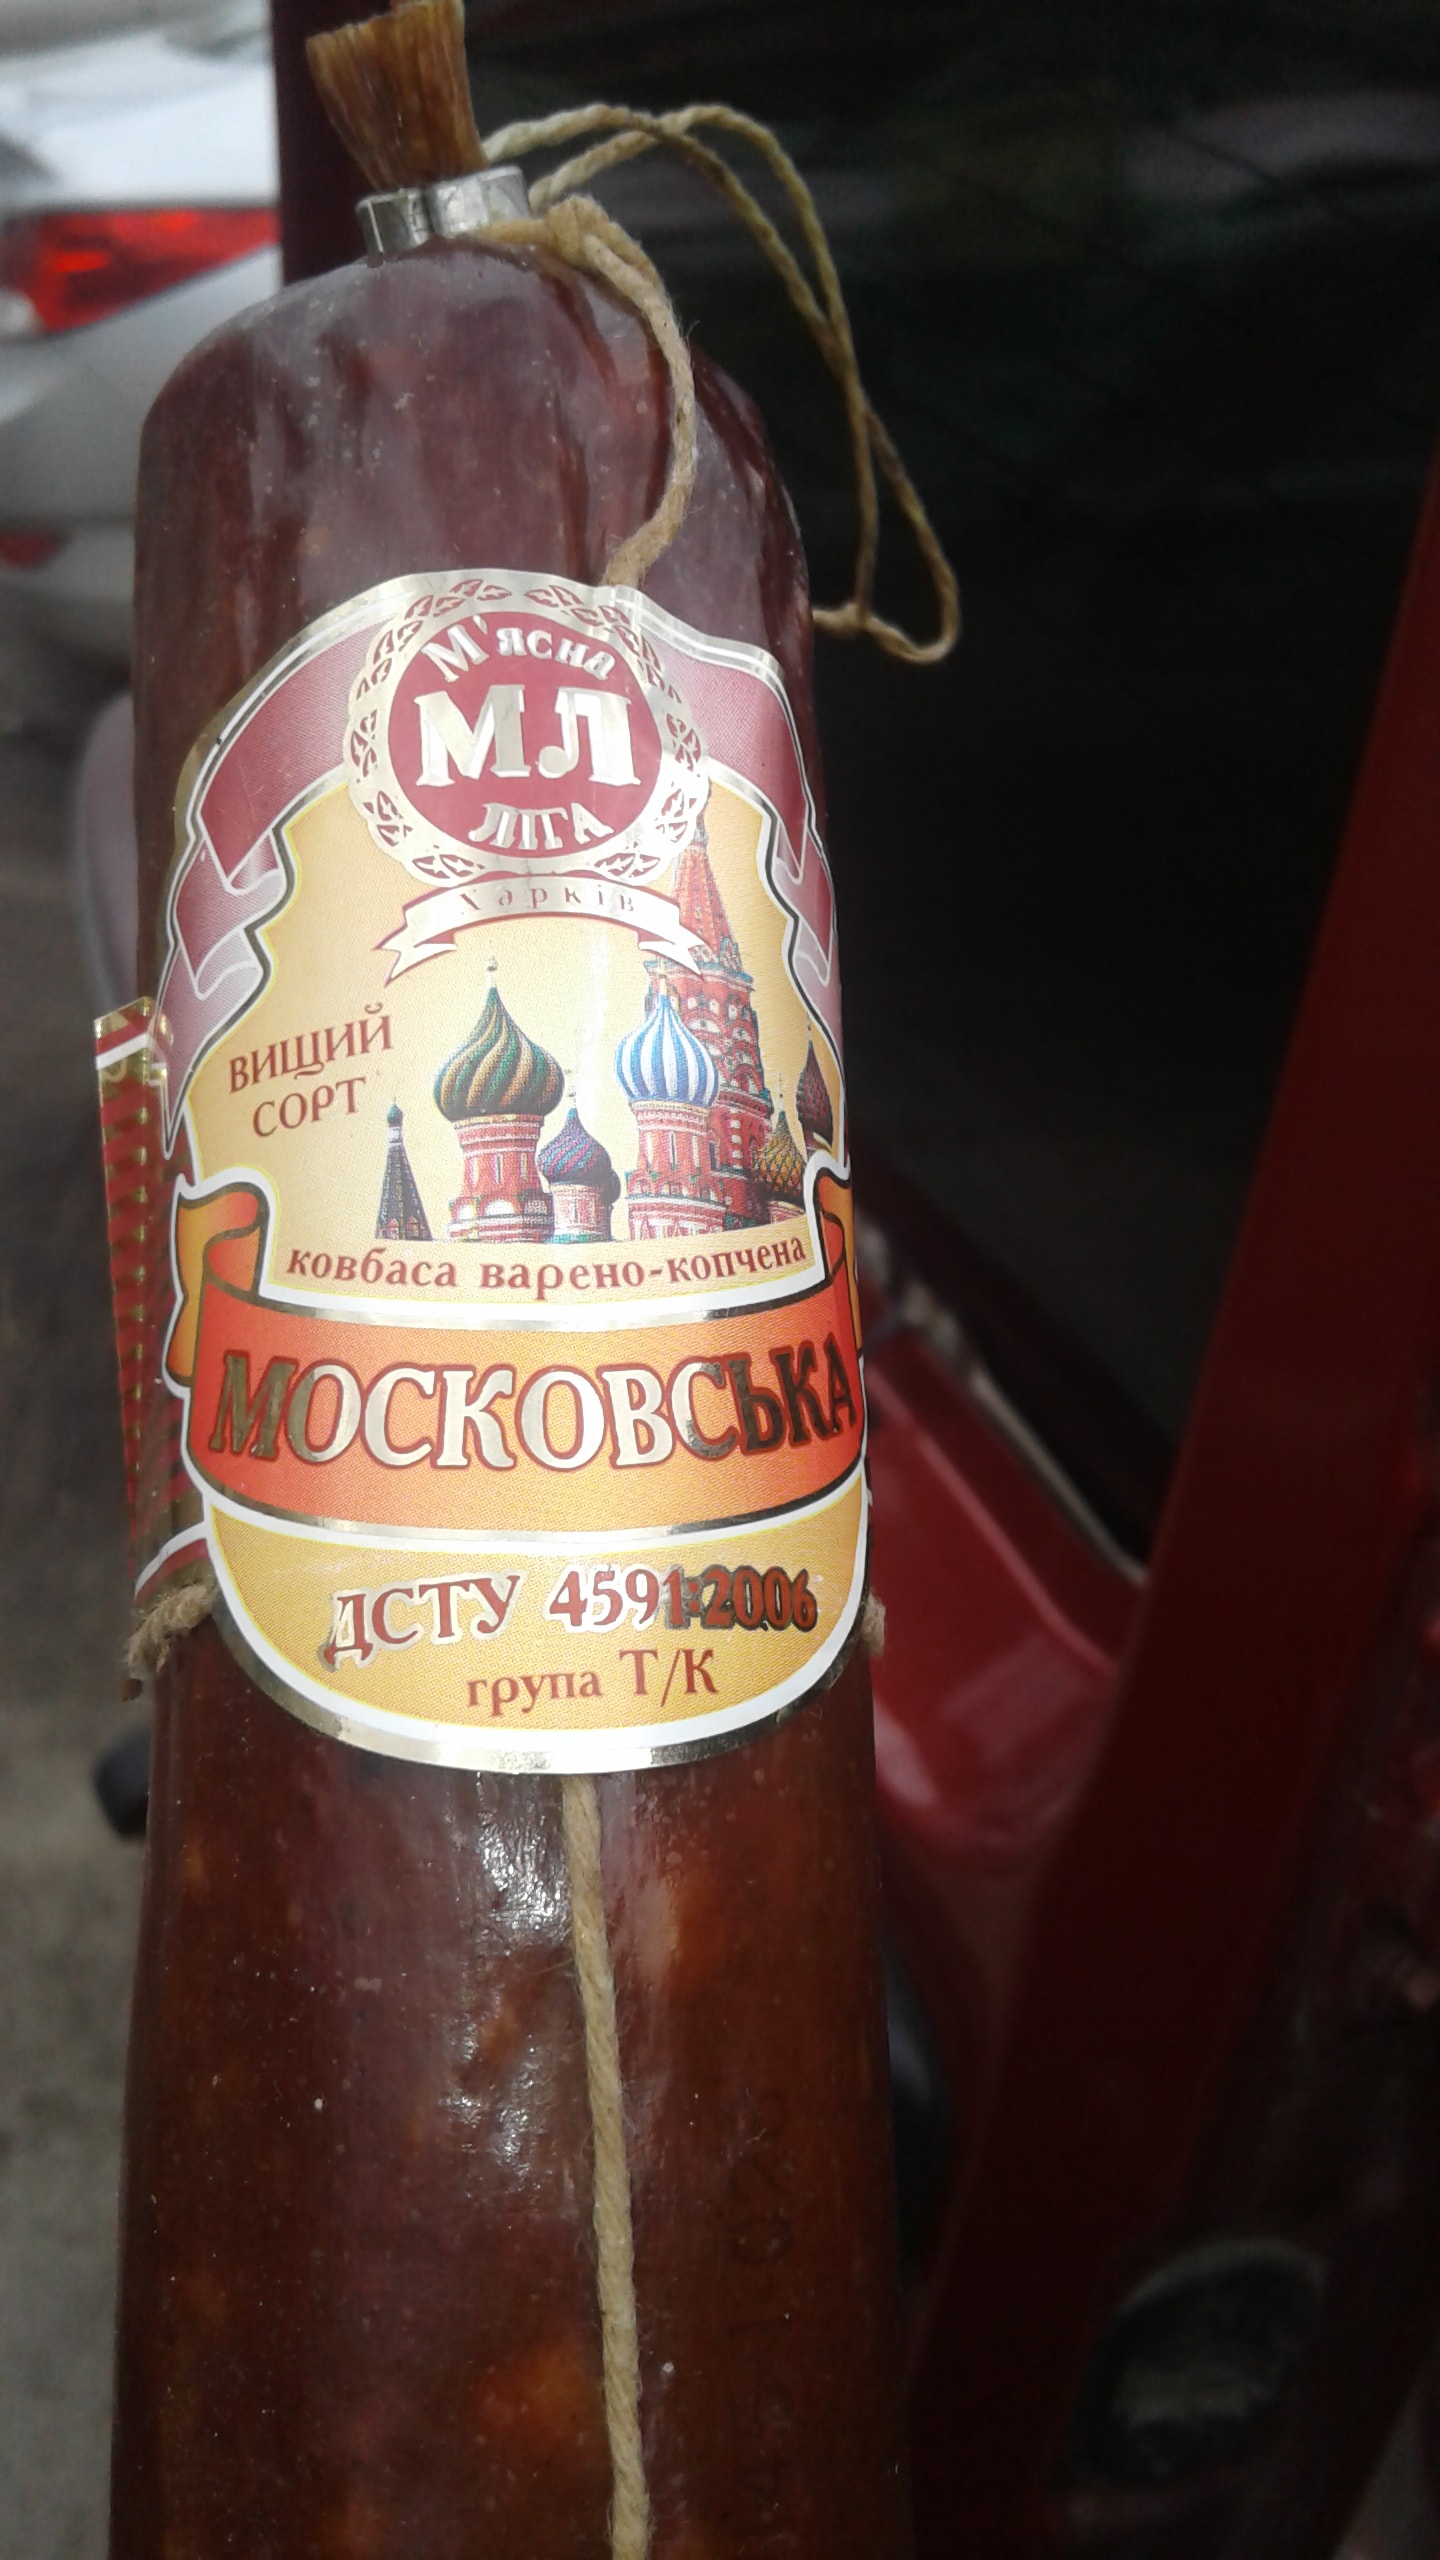 М'ясна
МЛ
ЛІГА
Харків
ВИЩИЙ
СОРТ
ковбаса варено-копчена
МОСКОВСЬКА
ДСТУ 4591:2006
група Т/К